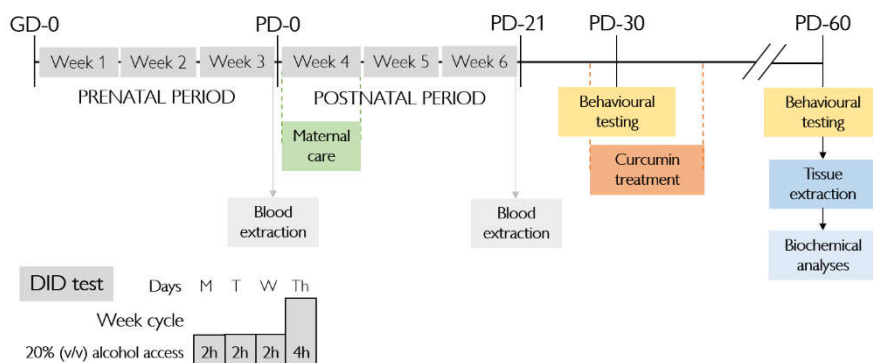 GD-0 PD-0 PD-21 PD-30 PD-60
Week 1 Week 2 Week 3 Week 4 Week 5 Week 6
PRENATAL PERIOD POSTNATAL PERIOD
Maternal
care
Behavioural
testing
Curcumin
treatment
Behavioural
testing
Tissue
extraction
Biochemical
analyses
Blood
extraction
Blood
extraction
DID test
Days M T W Th
Week cycle
20% (v/v) alcohol access 2h 2h 2h 4h